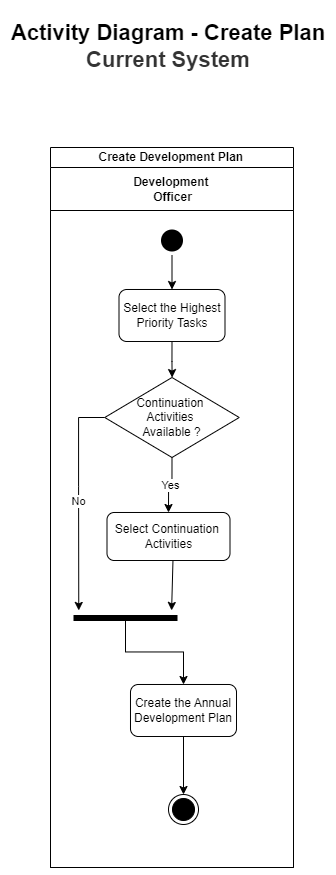 Activity Diagram - Create Plan
Current System
Create Development Plan
Development
Officer
Select the Highest
Priority Tasks
Continuation
Activities
Available ?
Yes
No
Select Continuation
Activities
Create the Annual
Development Plan